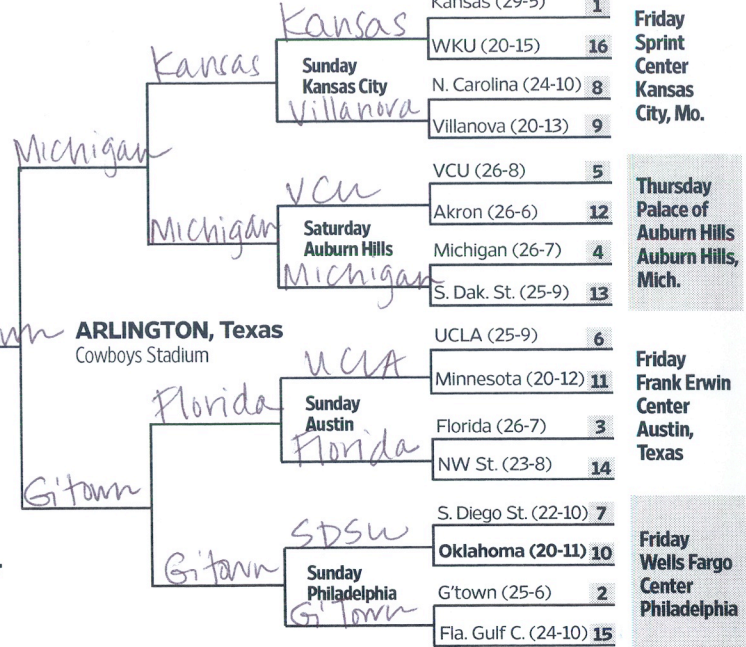 Kansas (29-5) 1
Kansas
WKU (20-15) 16
Kansas
Sunday
Kansas City
N. Carolina (24-10) 8
Villanova
Villanova (20-13) 9
Friday
Sprint
Center
Kansas
City, Mo.
Michigan
VCU (26-8) 5
VCU
Akron (26-6) 12
Michigan
Saturday
Auburn Hills
Michigan (26-7) 4
Michigan
S. Dak. St. (25-9) 13
Thursday
Palace of
Auburn Hills
Auburn Hills,
Mich.
ARLINGTON, Texas
Cowboys Stadium
UCLA (25-9) 6
UCLA
Minnesota (20-12) 11
Florida
Sunday
Austin
Florida (26-7) 3
Florida
NW St. (23-8) 14
Friday
Frank Erwin
Center
Austin,
Texas
G'town
S. Diego St. (22-10) 7
SDSU
Oklahoma (20-11) 10
G'town
Sunday
Philadelphia
G'town (25-6) 2
G'Town
Fla. Gulf C. (24-10) 15
Friday
Wells Fargo
Center
Philadelphia